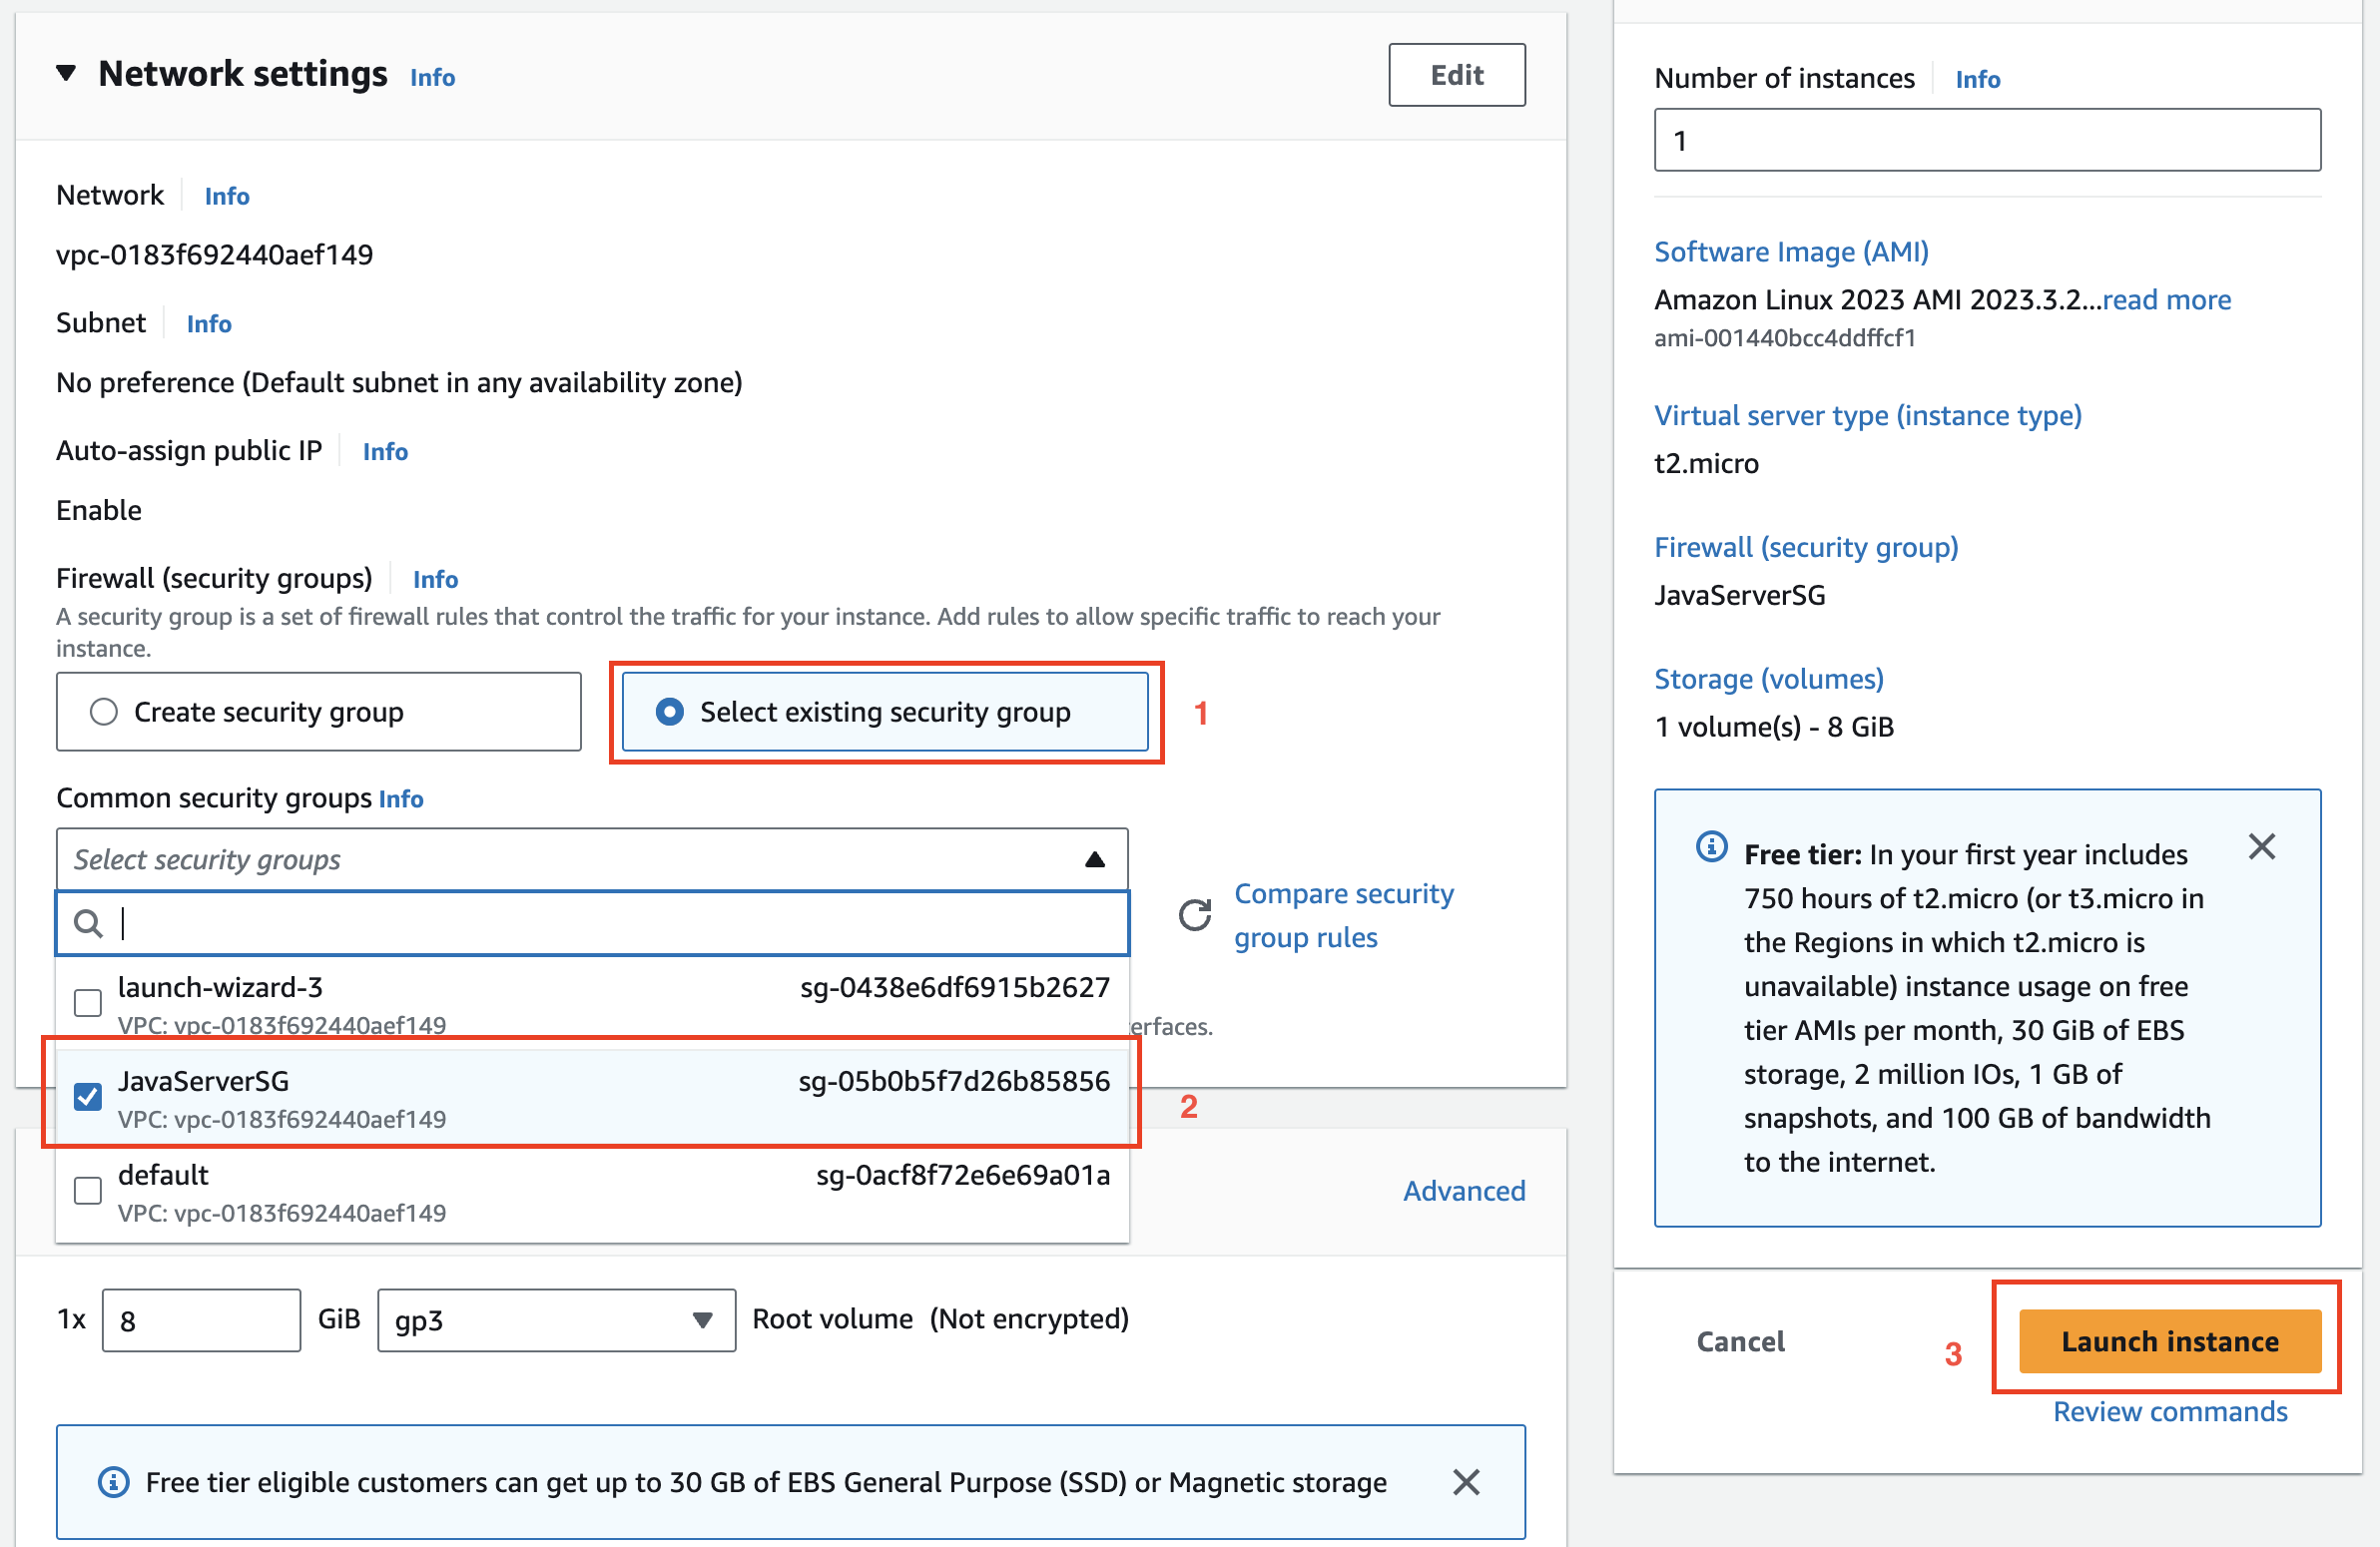 Network settings Info
Edit
Network Info
vpc-0183f692440aef149
Subnet Info
No preference (Default subnet in any availability zone)
Auto-assign public IP Info
Enable
Firewall (security groups) Info
A security group is a set of firewall rules that control the traffic for your instance. Add rules to allow specific traffic to reach your
instance.
Create security group
Select existing security group
1
Common security groups Info
Select security groups
Compare security
group rules
launch-wizard-3 sg-0438e6df6915b2627
VPC: vpc-0183f692440aef149
erfaces.
JavaServerSG sg-05b0b5f7d26b85856
VPC: vpc-0183f692440aef149
2
default sg-0acf8f72e6e69a01a
VPC: vpc-0183f692440aef149
Advanced
1x 8 GiB gp3 Root volume (Not encrypted)
Free tier eligible customers can get up to 30 GB of EBS General Purpose (SSD) or Magnetic storage
Number of instances Info
1
Software Image (AMI)
Amazon Linux 2023 AMI 2023.3.2...read more
ami-001440bcc4ddffcf1
Virtual server type (instance type)
t2.micro
Firewall (security group)
JavaServerSG
Storage (volumes)
1 volume(s) - 8 GiB
Free tier: In your first year includes
750 hours of t2.micro (or t3.micro in
the Regions in which t2.micro is
unavailable) instance usage on free
tier AMIs per month, 30 GiB of EBS
storage, 2 million IOs, 1 GB of
snapshots, and 100 GB of bandwidth
to the internet.
Cancel
3
Launch instance
Review commands